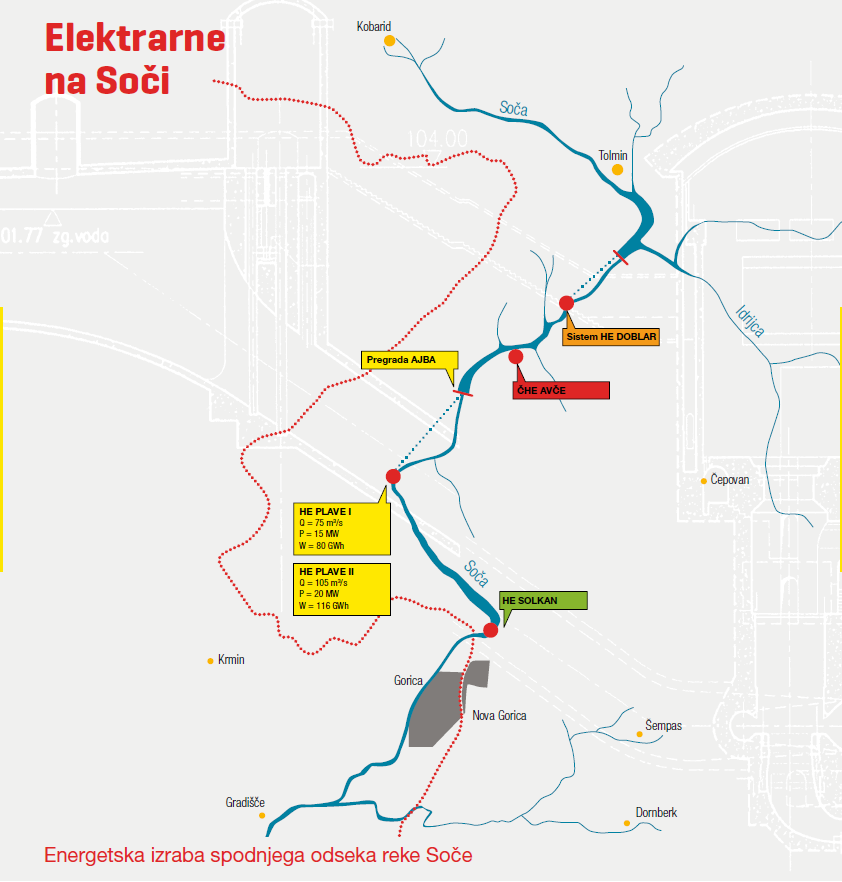 Elektrarne
na Soči
Kobarid
Soča
104.00
Tolmin
01.77 zg.voda
Idrijca
Sistem HE DOBLAR
Pregrada AJBA
ČHE AVČE
Čepovan
HE PLAVE I
Q = 75 m³/s
P = 15 MW
W = 80 GWh
HE PLAVE II
Q = 105 m³/s
P = 20 MW
W = 116 GWh
Soča
HE SOLKAN
Krmin
Gorica
Nova Gorica
Šempas
Gradišče
Dornberk
Energetska izraba spodnjega odseka reke Soče